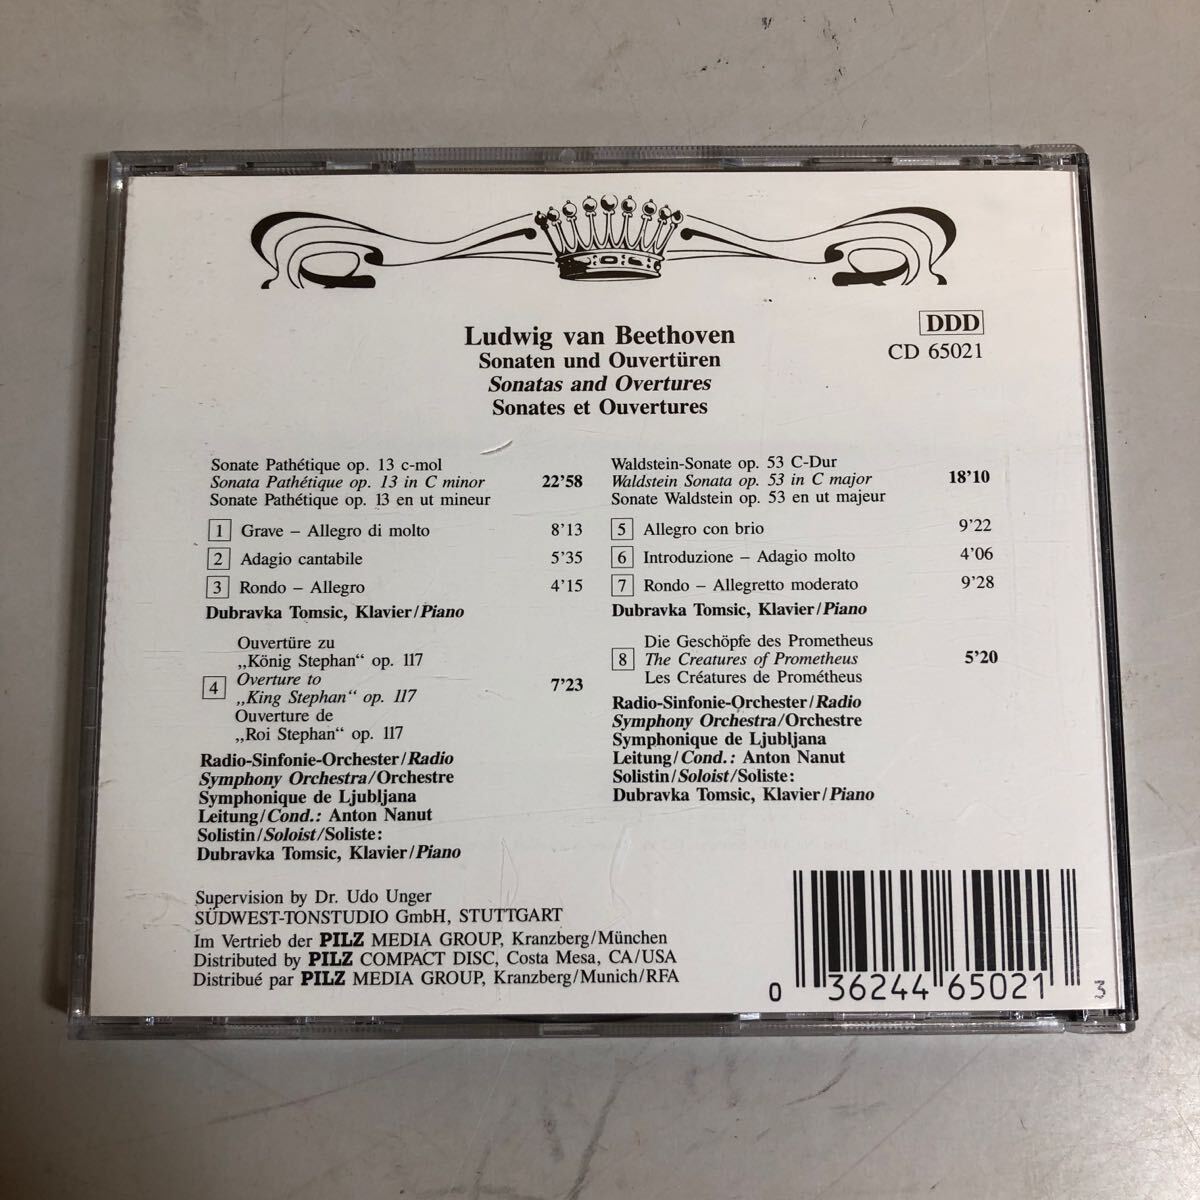 Ludwig van Beethoven
Sonaten und Ouvertüren
Sonatas and Overtures
Sonates et Ouvertures
DDD
CD 65021
Sonate Pathétique op. 13 c-mol
Sonata Pathétique op. 13 in C minor 22'58
Sonate Pathétique op. 13 en ut mineur
1 Grave – Allegro di molto 8'13
2 Adagio cantabile 5'35
3 Rondo – Allegro 4'15
Dubravka Tomsic, Klavier/Piano
Ouvertüre zu
„König Stephan“ op. 117
4 Overture to 7'23
„King Stephan“ op. 117
Ouverture de
„Roi Stephan“ op. 117
Radio-Sinfonie-Orchester/Radio
Symphony Orchestra/Orchestre
Symphonique de Ljubljana
Leitung/Cond.: Anton Nanut
Solistin/Soloist/Soliste:
Dubravka Tomsic, Klavier/Piano
Waldstein-Sonate op. 53 C-Dur
Waldstein Sonata op. 53 in C major 18'10
Sonate Waldstein op. 53 en ut majeur
5 Allegro con brio 9'22
6 Introduzione – Adagio molto 4'06
7 Rondo – Allegretto moderato 9'28
Dubravka Tomsic, Klavier/Piano
Die Geschöpfe des Prometheus
8 The Creatures of Prometheus 5'20
Les Créatures de Prométheus
Radio-Sinfonie-Orchester/Radio
Symphony Orchestra/Orchestre
Symphonique de Ljubljana
Leitung/Cond.: Anton Nanut
Solistin/Soloist/Soliste:
Dubravka Tomsic, Klavier/Piano
Supervision by Dr. Udo Unger
SÜDWEST-TONSTUDIO GmbH, STUTTGART
Im Vertrieb der PILZ MEDIA GROUP, Kranzberg/München
Distributed by PILZ COMPACT DISC, Costa Mesa, CA/USA
Distribué par PILZ MEDIA GROUP, Kranzberg/Munich/RFA
0 36244 65021 3